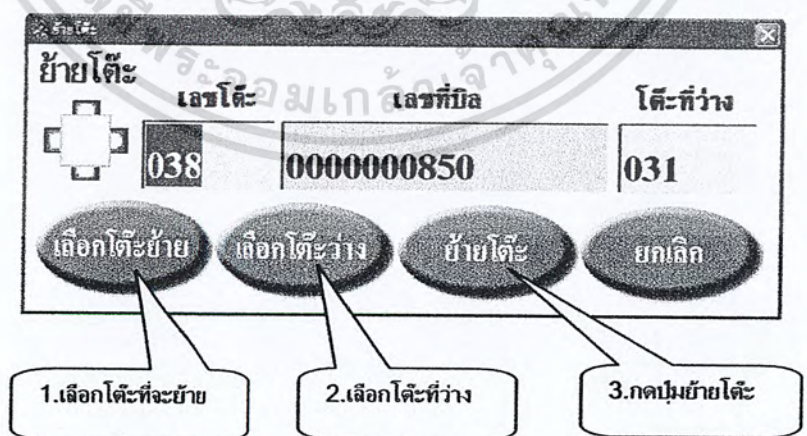 ย้ายโต๊ะ
ย้ายโต๊ะ
เลขโต๊ะ เลขที่บิล โต๊ะที่ว่าง
038 0000000850 031
เลือกโต๊ะย้าย เลือกโต๊ะว่าง ย้ายโต๊ะ ยกเลิก
1.เลือกโต๊ะที่จะย้าย 2.เลือกโต๊ะที่ว่าง 3.กดปุ่มย้ายโต๊ะ